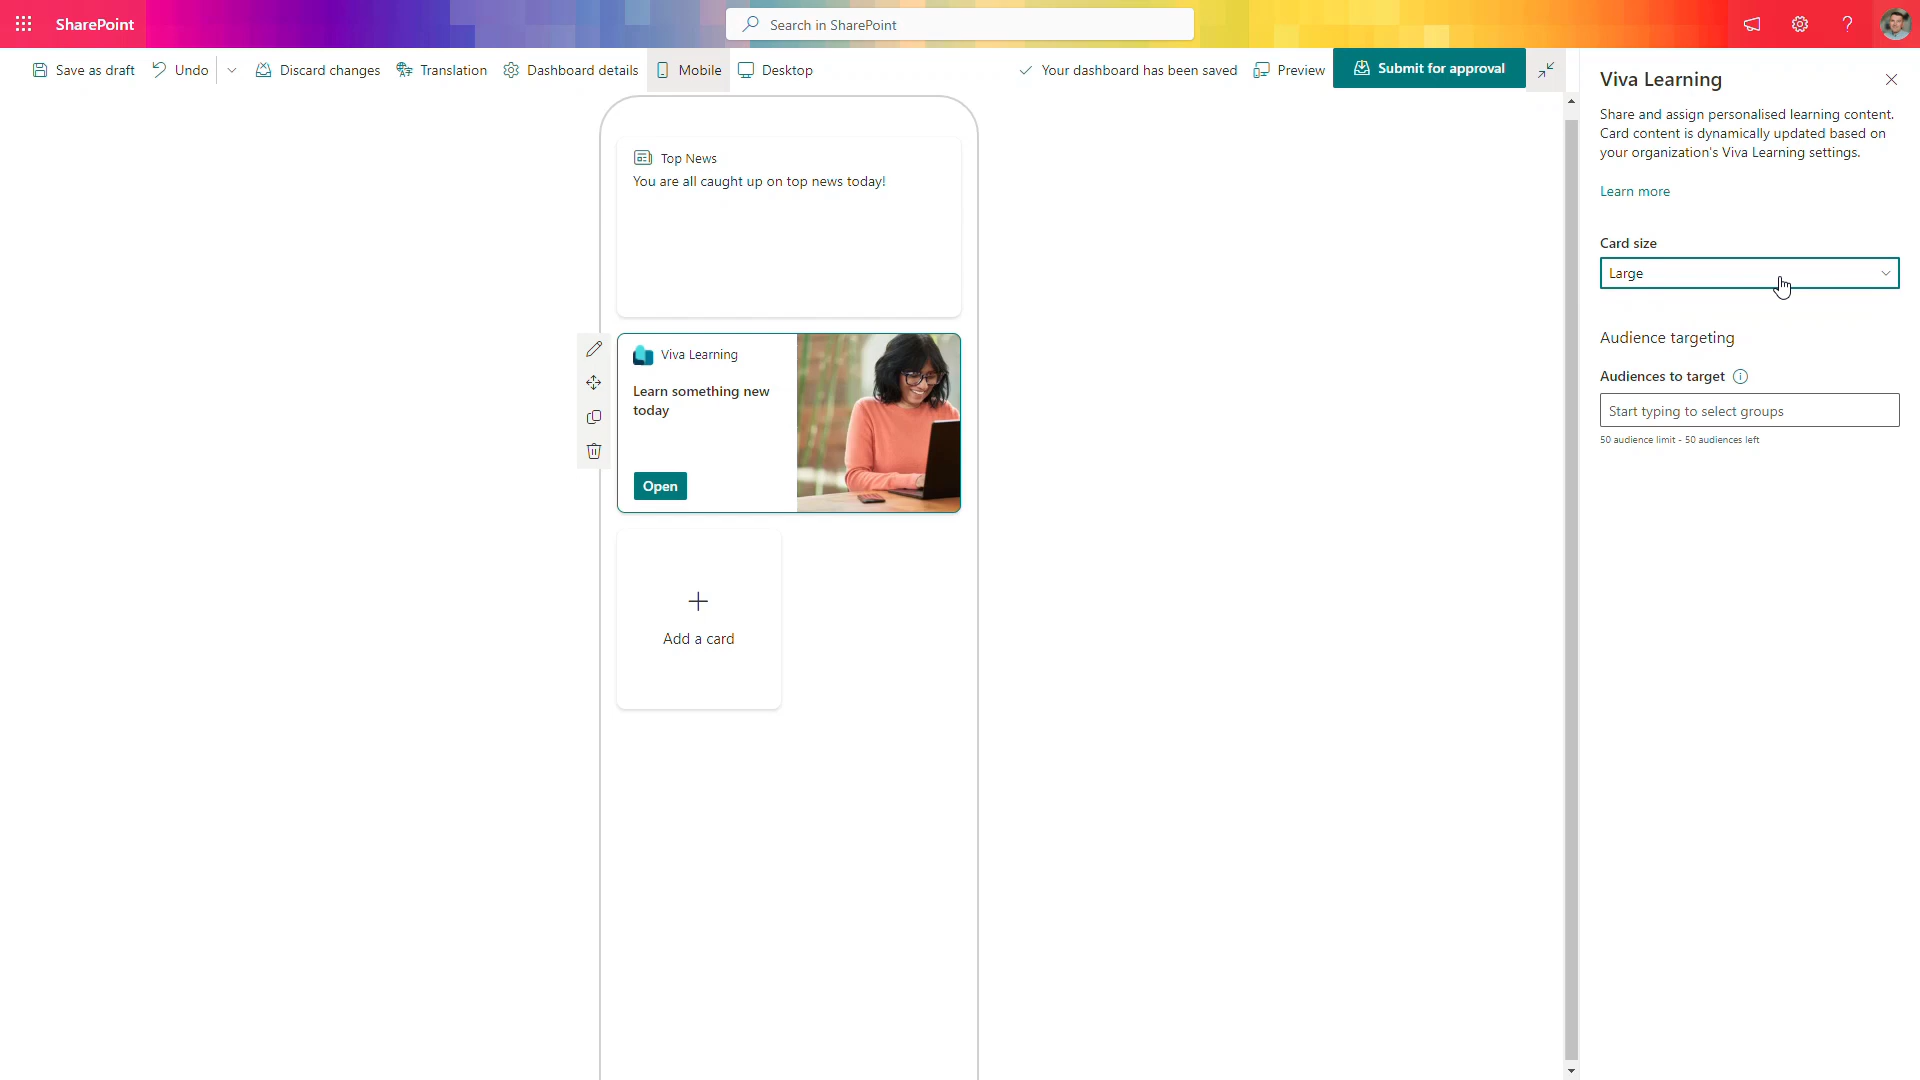 SharePoint
Search in SharePoint
Save as draft
Undo
Discard changes
Translation
Dashboard details
Mobile
Desktop
Your dashboard has been saved
Preview
Submit for approval
Top News
You are all caught up on top news today!
Viva Learning
Learn something new
today
Open
Add a card
Viva Learning
Share and assign personalised learning content.
Card content is dynamically updated based on
your organization's Viva Learning settings.
Learn more
Card size
Large
Audience targeting
Audiences to target
Start typing to select groups
50 audience limit - 50 audiences left